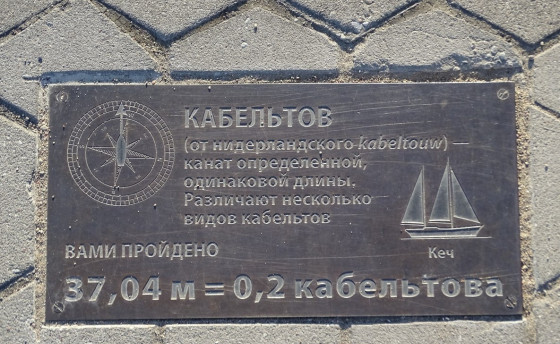 КАБЕЛЬТОВ
(от нидерландского kabeltouw) —
канат определенной,
одинаковой длины.
Различают несколько
видов кабельтов
Кеч
ВАМИ ПРОЙДЕНО
37,04 м = 0,2 кабельтова